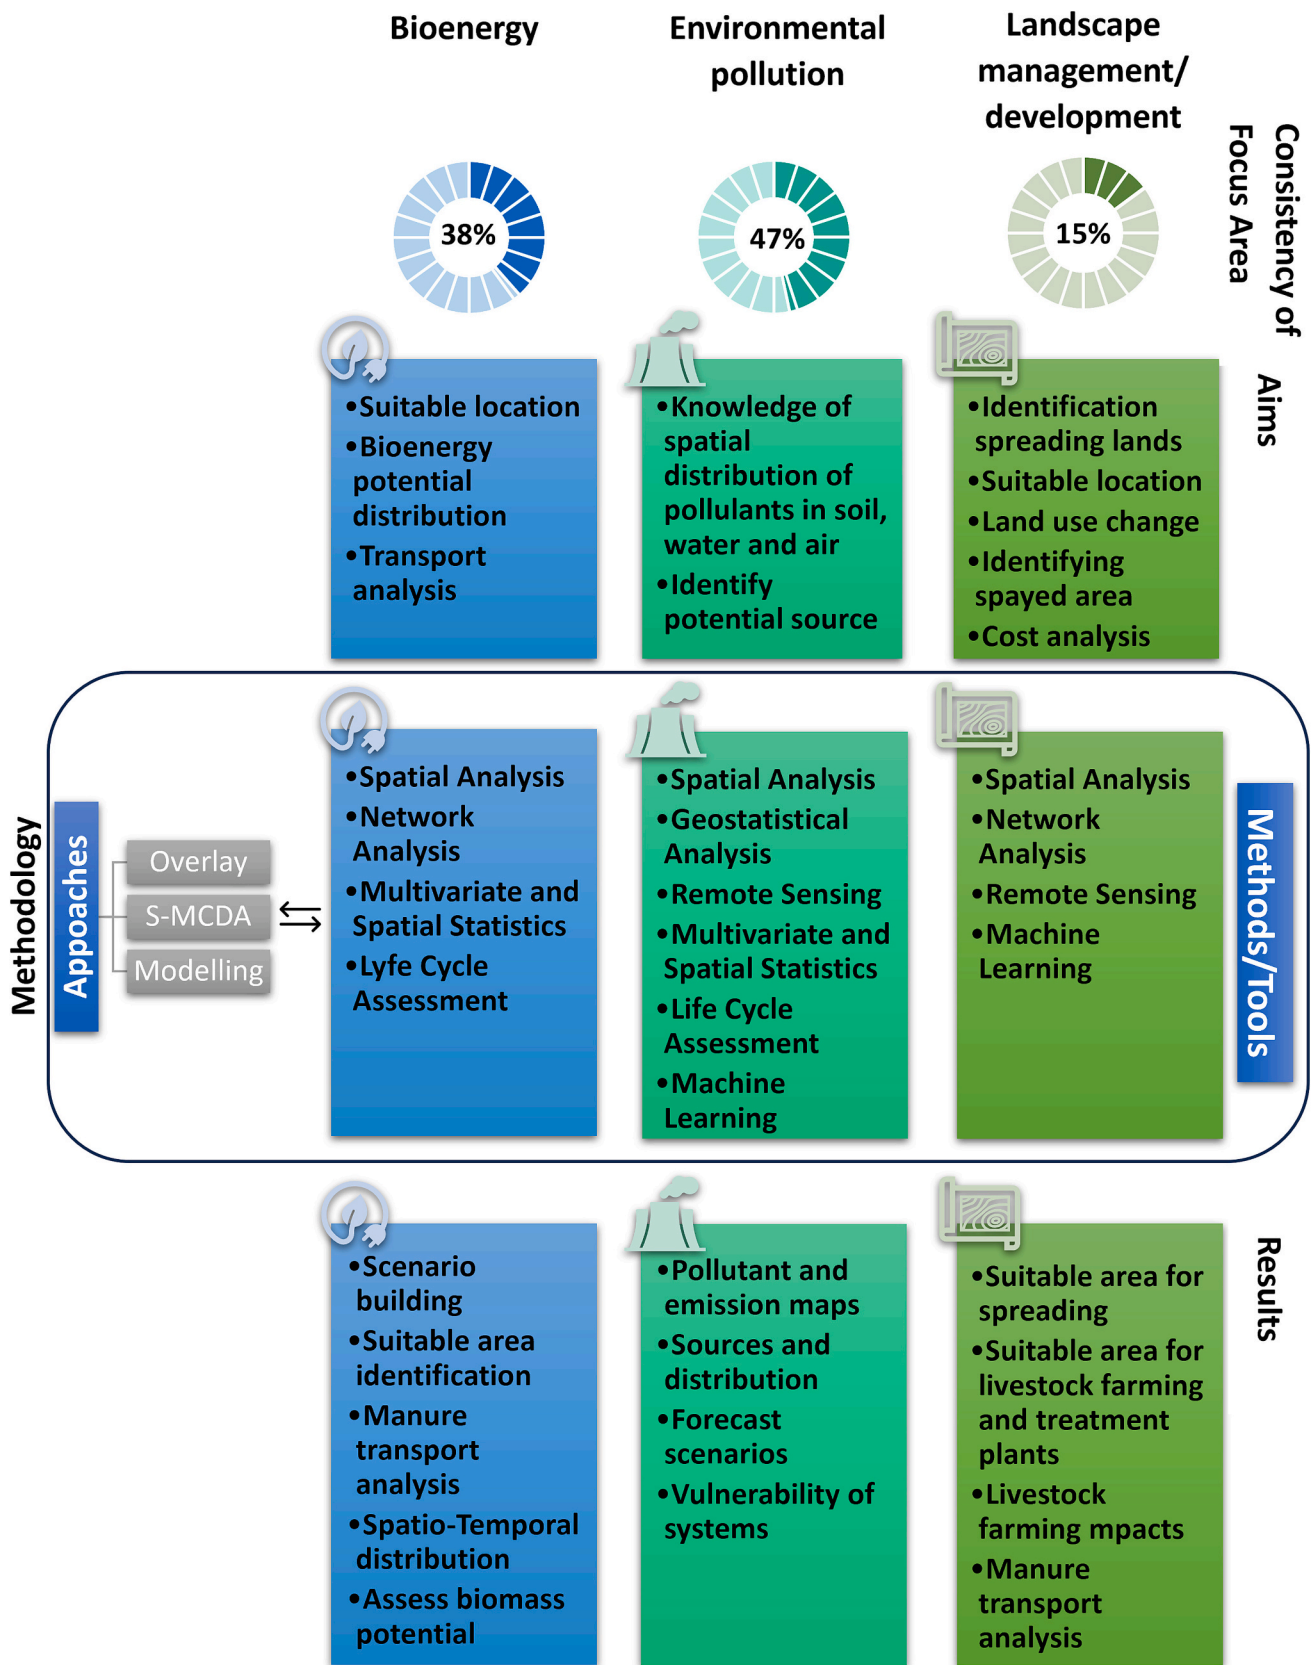 Bioenergy
Environmental
pollution
Landscape
management/
development
Consistency of
Focus Area
38%
47%
15%
Aims
•Suitable location
•Bioenergy
potential
distribution
•Transport
analysis
•Knowledge of
spatial
distribution of
pollulants in soil,
water and air
•Identify
potential source
•Identification
spreading lands
•Suitable location
•Land use change
•Identifying
spayed area
•Cost analysis
Methodology
Appoaches
Overlay
S-MCDA
Modelling
•Spatial Analysis
•Network
Analysis
•Multivariate and
Spatial Statistics
•Lyfe Cycle
Assessment
•Spatial Analysis
•Geostatistical
Analysis
•Remote Sensing
•Multivariate and
Spatial Statistics
•Life Cycle
Assessment
•Machine
Learning
•Spatial Analysis
•Network
Analysis
•Remote Sensing
•Machine
Learning
Methods/Tools
•Scenario
building
•Suitable area
identification
•Manure
transport
analysis
•Spatio-Temporal
distribution
•Assess biomass
potential
•Pollutant and
emission maps
•Sources and
distribution
•Forecast
scenarios
•Vulnerability of
systems
•Suitable area for
spreading
•Suitable area for
livestock farming
and treatment
plants
•Livestock
farming mpacts
•Manure
transport
analysis
Results